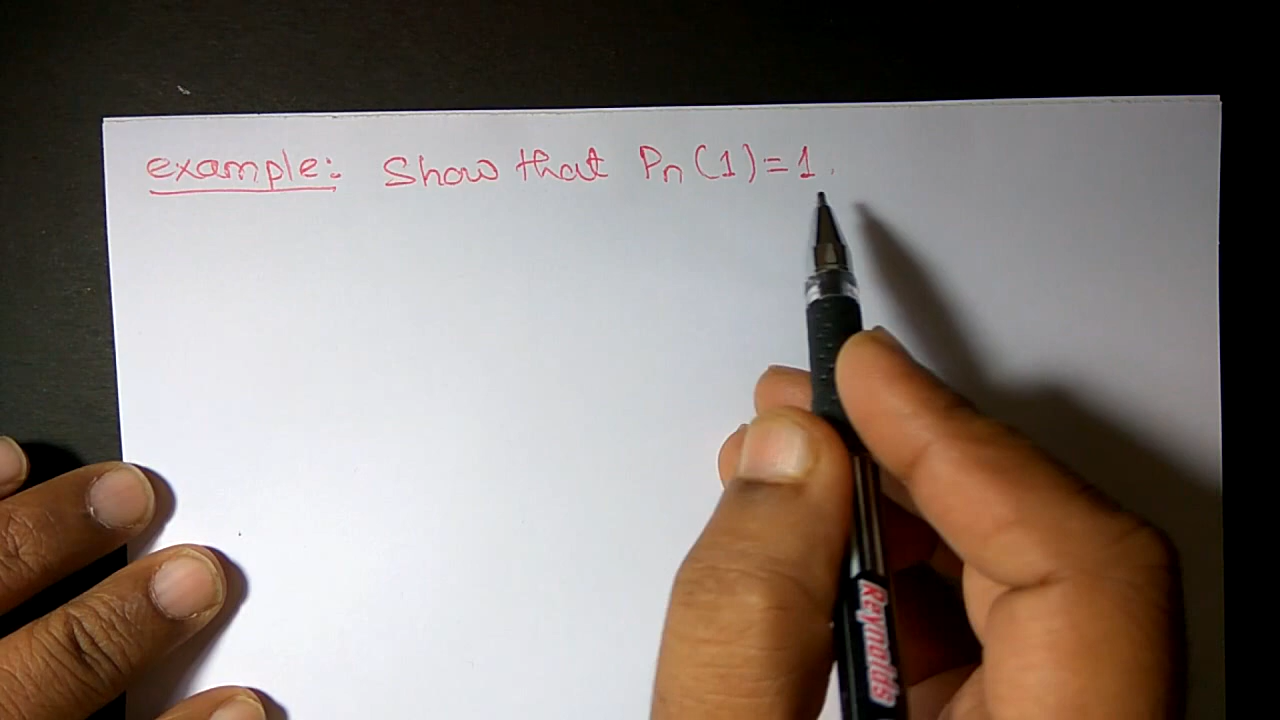 example: Show that Pn (1) = 1.
Reynolds